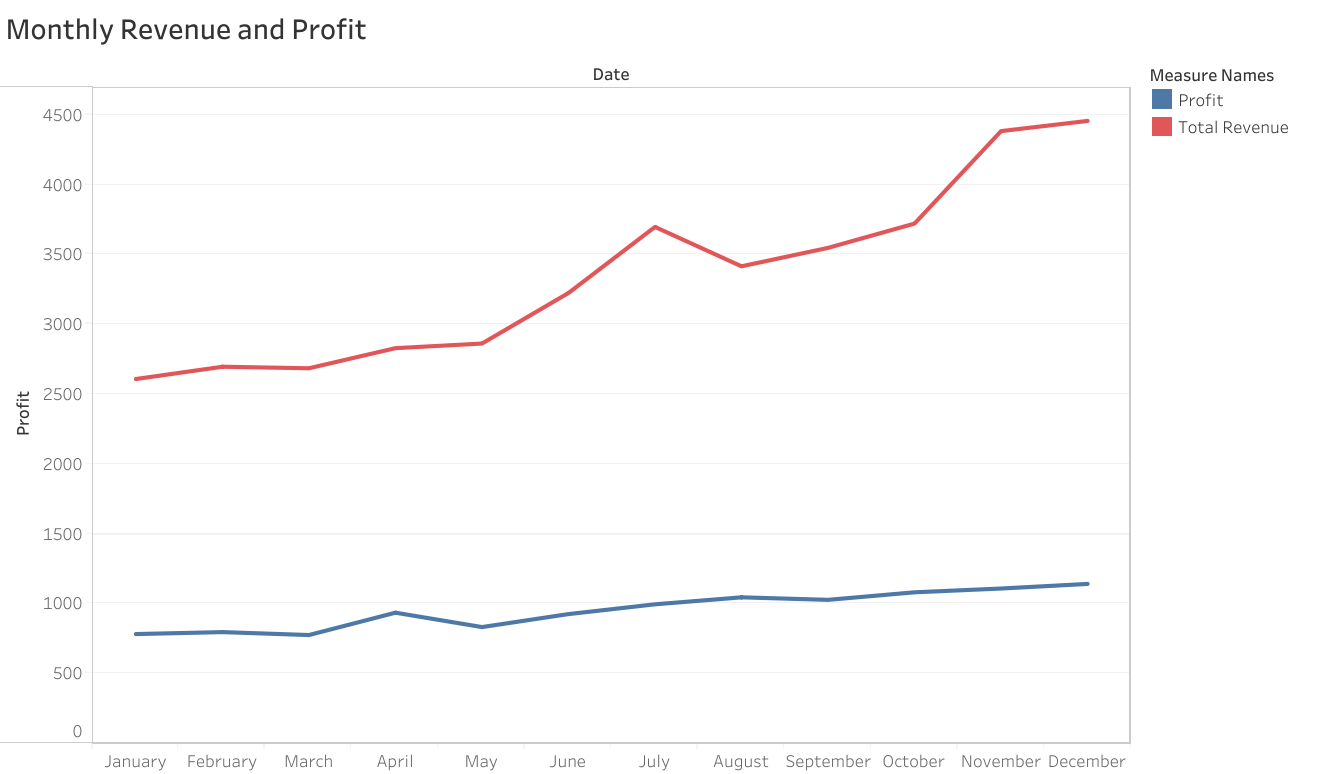 Monthly Revenue and Profit
Date
Measure Names
Profit
Total Revenue
Profit
4500
4000
3500
3000
2500
2000
1500
1000
500
0
January February March April May June July August September October November December